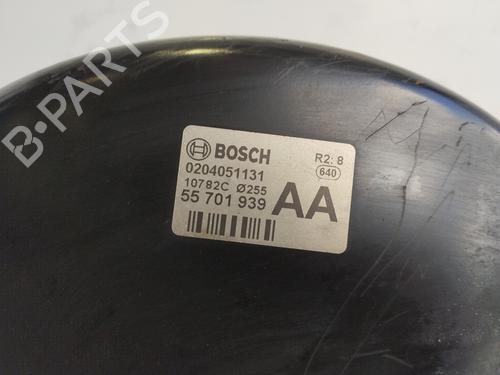 B-PARTS
BOSCH
R2: 8
0204051131
640
10782C Ø255
55 701 939
AA